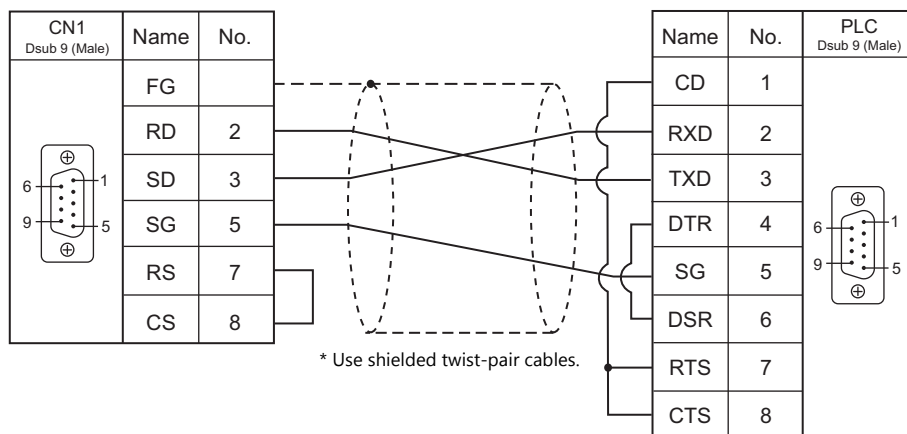 CN1
Dsub 9 (Male)
Name No.
FG
RD 2
SD 3
SG 5
RS 7
CS 8
6 1
9 5
* Use shielded twist-pair cables.
Name No.
PLC
Dsub 9 (Male)
CD 1
RXD 2
TXD 3
DTR 4
SG 5
DSR 6
RTS 7
CTS 8
6 1
9 5